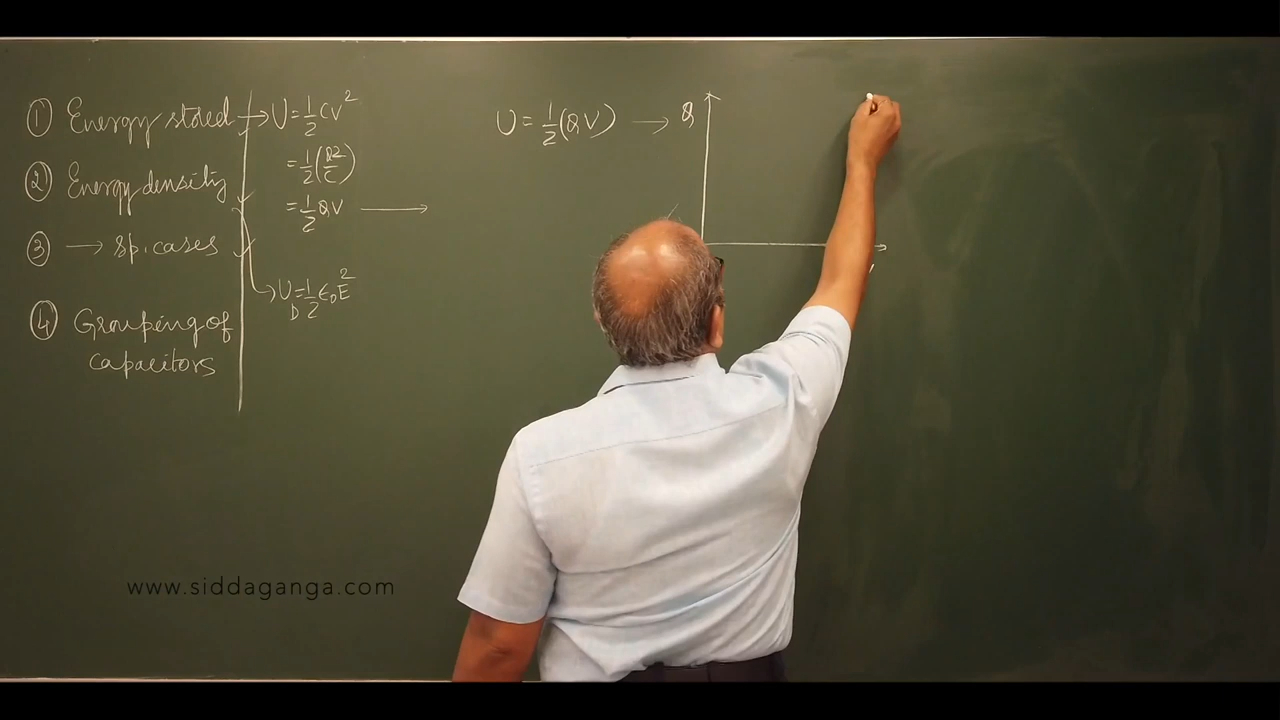 ① Energy stored → U = 1/2 CV²
= 1/2 (Q²/C)
② Energy density
= 1/2 QV →
③ → sp. cases
→ U_D = 1/2 ε₀E²
④ Grouping of
capacitors
U = 1/2 (QV) → Q
www.siddaganga.com